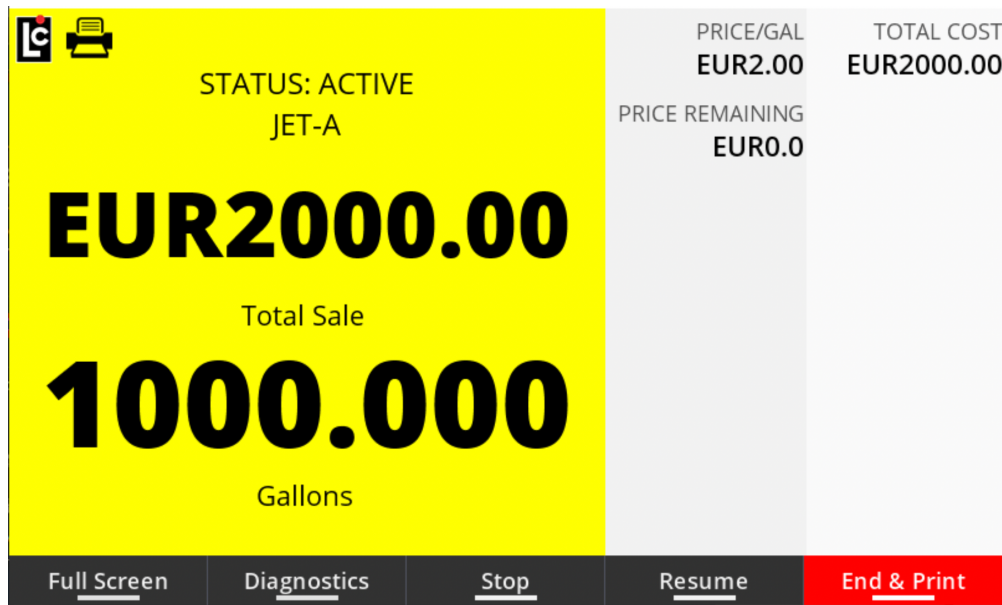 LC
STATUS: ACTIVE
JET-A
EUR2000.00
Total Sale
1000.000
Gallons
PRICE/GAL
EUR2.00
PRICE REMAINING
EUR0.0
TOTAL COST
EUR2000.00
Full Screen
Diagnostics
Stop
Resume
End & Print